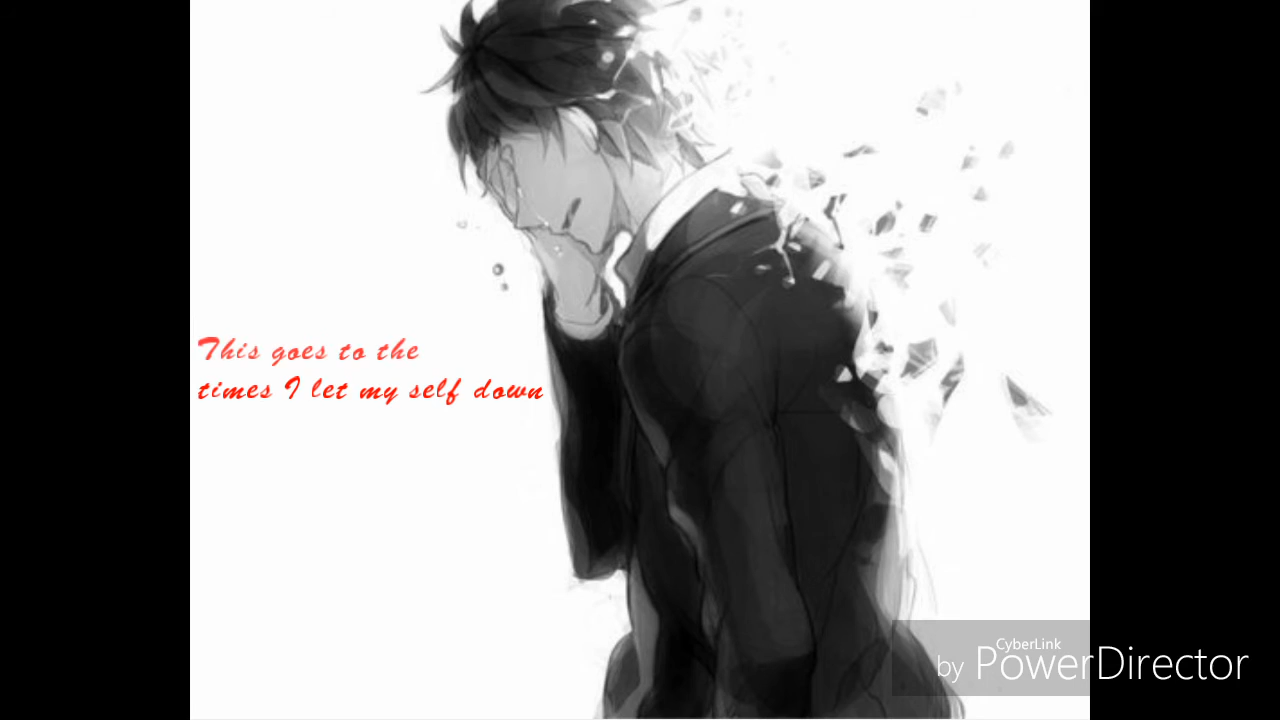 This goes to the
times I let my self down
CyberLink
by PowerDirector